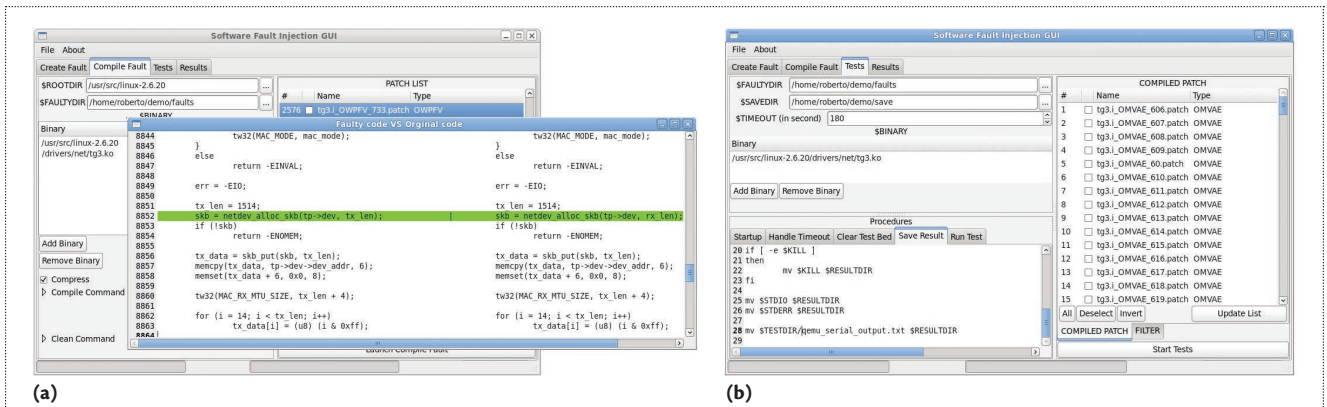 Software Fault Injection GUI
File About
Create Fault Compile Fault Tests Results
$ROOTDIR /usr/src/linux-2.6.20 ...
$FAULTYDIR /home/roberto/demo/faults ...
$BINARY
Binary
/usr/src/linux-2.6.20
/drivers/net/tg3.ko
Add Binary
Remove Binary
Compress
Compile Command
Clean Command
PATCH LIST
# Name Type
2576 tg3.i_OWPFV_733.patch OWPFV
Launch Compile Fault
Faulty code VS Orginal code
8844 tw32(MAC_MODE, mac_mode); tw32(MAC_MODE, mac_mode);
8845 } }
8846 else else
8847 return -EINVAL; return -EINVAL;
8848
8849 err = -EIO; err = -EIO;
8850
8851 tx_len = 1514; tx_len = 1514;
8852 skb = netdev_alloc_skb(tp->dev, tx_len); | skb = netdev_alloc_skb(tp->dev, rx_len);
8853 if (!skb) if (!skb)
8854 return -ENOMEM; return -ENOMEM;
8855
8856 tx_data = skb_put(skb, tx_len); tx_data = skb_put(skb, tx_len);
8857 memcpy(tx_data, tp->dev->dev_addr, 6); memcpy(tx_data, tp->dev->dev_addr, 6);
8858 memset(tx_data + 6, 0x0, 8); memset(tx_data + 6, 0x0, 8);
8859
8860 tw32(MAC_RX_MTU_SIZE, tx_len + 4); tw32(MAC_RX_MTU_SIZE, tx_len + 4);
8861
8862 for (i = 14; i < tx_len; i++) for (i = 14; i < tx_len; i++)
8863 tx_data[i] = (u8) (i & 0xff); tx_data[i] = (u8) (i & 0xff);
8864
(a)
Software Fault Injection GUI
File About
Create Fault Compile Fault Tests Results
$FAULTYDIR /home/roberto/demo/faults ...
$SAVEDIR /home/roberto/demo/save ...
$TIMEOUT (in second) 180
$BINARY
Binary
/usr/src/linux-2.6.20/drivers/net/tg3.ko
Add Binary Remove Binary
Procedures
Startup Handle Timeout Clear Test Bed Save Result Run Test
20 if [ -e $KILL ]
21 then
22 mv $KILL $RESULTDIR
23 fi
24
25 mv $STDIO $RESULTDIR
26 mv $STDERR $RESULTDIR
27
28 mv $TESTDIR/qemu_serial_output.txt $RESULTDIR
29
COMPILED PATCH
# Name Type
1 tg3.i_OMVAE_606.patch OMVAE
2 tg3.i_OMVAE_607.patch OMVAE
3 tg3.i_OMVAE_608.patch OMVAE
4 tg3.i_OMVAE_609.patch OMVAE
5 tg3.i_OMVAE_60.patch OMVAE
6 tg3.i_OMVAE_610.patch OMVAE
7 tg3.i_OMVAE_611.patch OMVAE
8 tg3.i_OMVAE_612.patch OMVAE
9 tg3.i_OMVAE_613.patch OMVAE
10 tg3.i_OMVAE_614.patch OMVAE
11 tg3.i_OMVAE_615.patch OMVAE
12 tg3.i_OMVAE_616.patch OMVAE
13 tg3.i_OMVAE_617.patch OMVAE
14 tg3.i_OMVAE_618.patch OMVAE
15 tg3.i_OMVAE_619.patch OMVAE
All Deselect Invert Update List
COMPILED PATCH FILTER
Start Tests
(b)